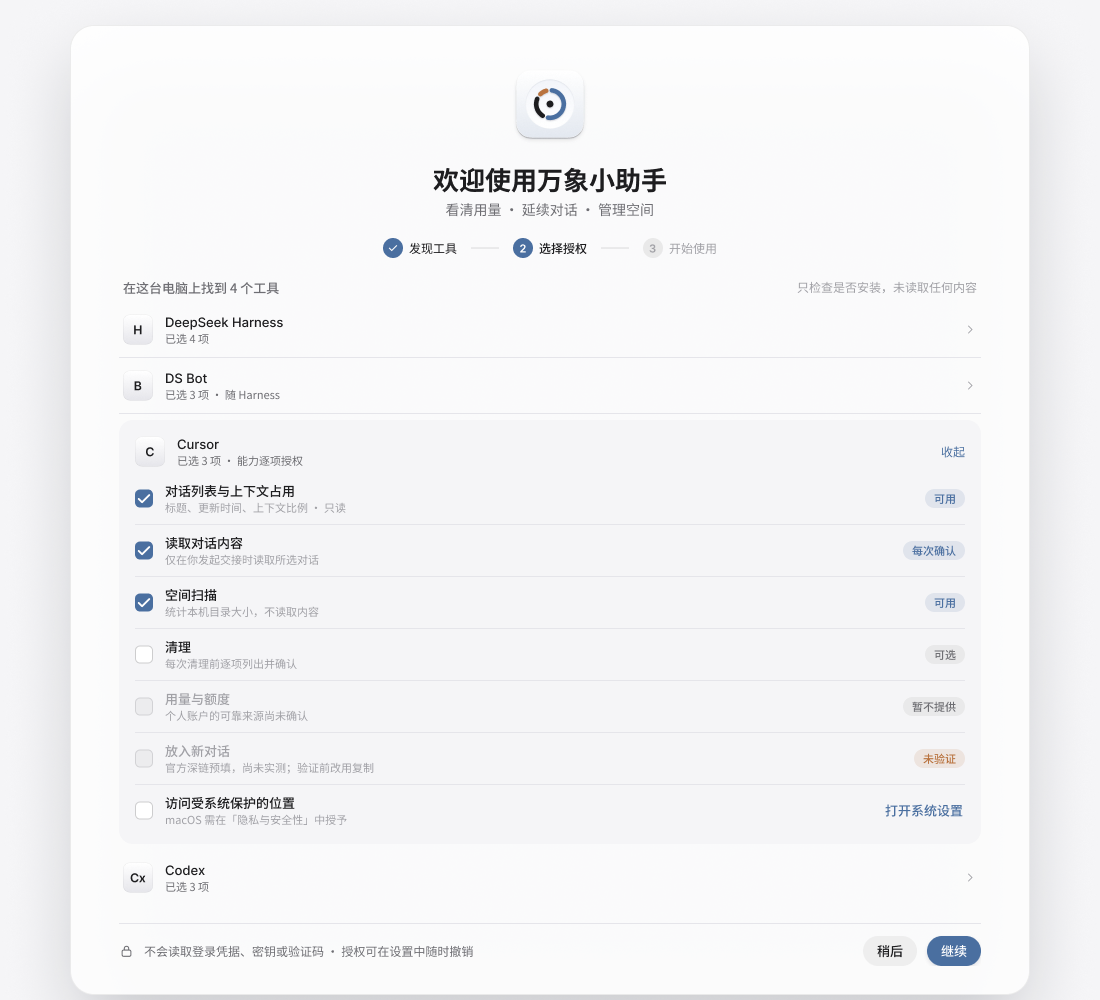 欢迎使用万象小助手
看清用量 • 延续对话 • 管理空间
发现工具
2 选择授权
3 开始使用
在这台电脑上找到 4 个工具
只检查是否安装，未读取任何内容
H
DeepSeek Harness
已选 4 项
B
DS Bot
已选 3 项 • 随 Harness
C
Cursor
已选 3 项 • 能力逐项授权
收起
对话列表与上下文占用
标题、更新时间、上下文比例 • 只读
可用
读取对话内容
仅在你发起交接时读取所选对话
每次确认
空间扫描
统计本机目录大小，不读取内容
可用
清理
每次清理前逐项列出并确认
可选
用量与额度
个人账户的可靠来源尚未确认
暂不提供
放入新对话
官方深链预填，尚未实测；验证前改用复制
未验证
访问受系统保护的位置
macOS 需在「隐私与安全性」中授予
打开系统设置
Cx
Codex
已选 3 项
不会读取登录凭据、密钥或验证码 • 授权可在设置中随时撤销
稍后
继续